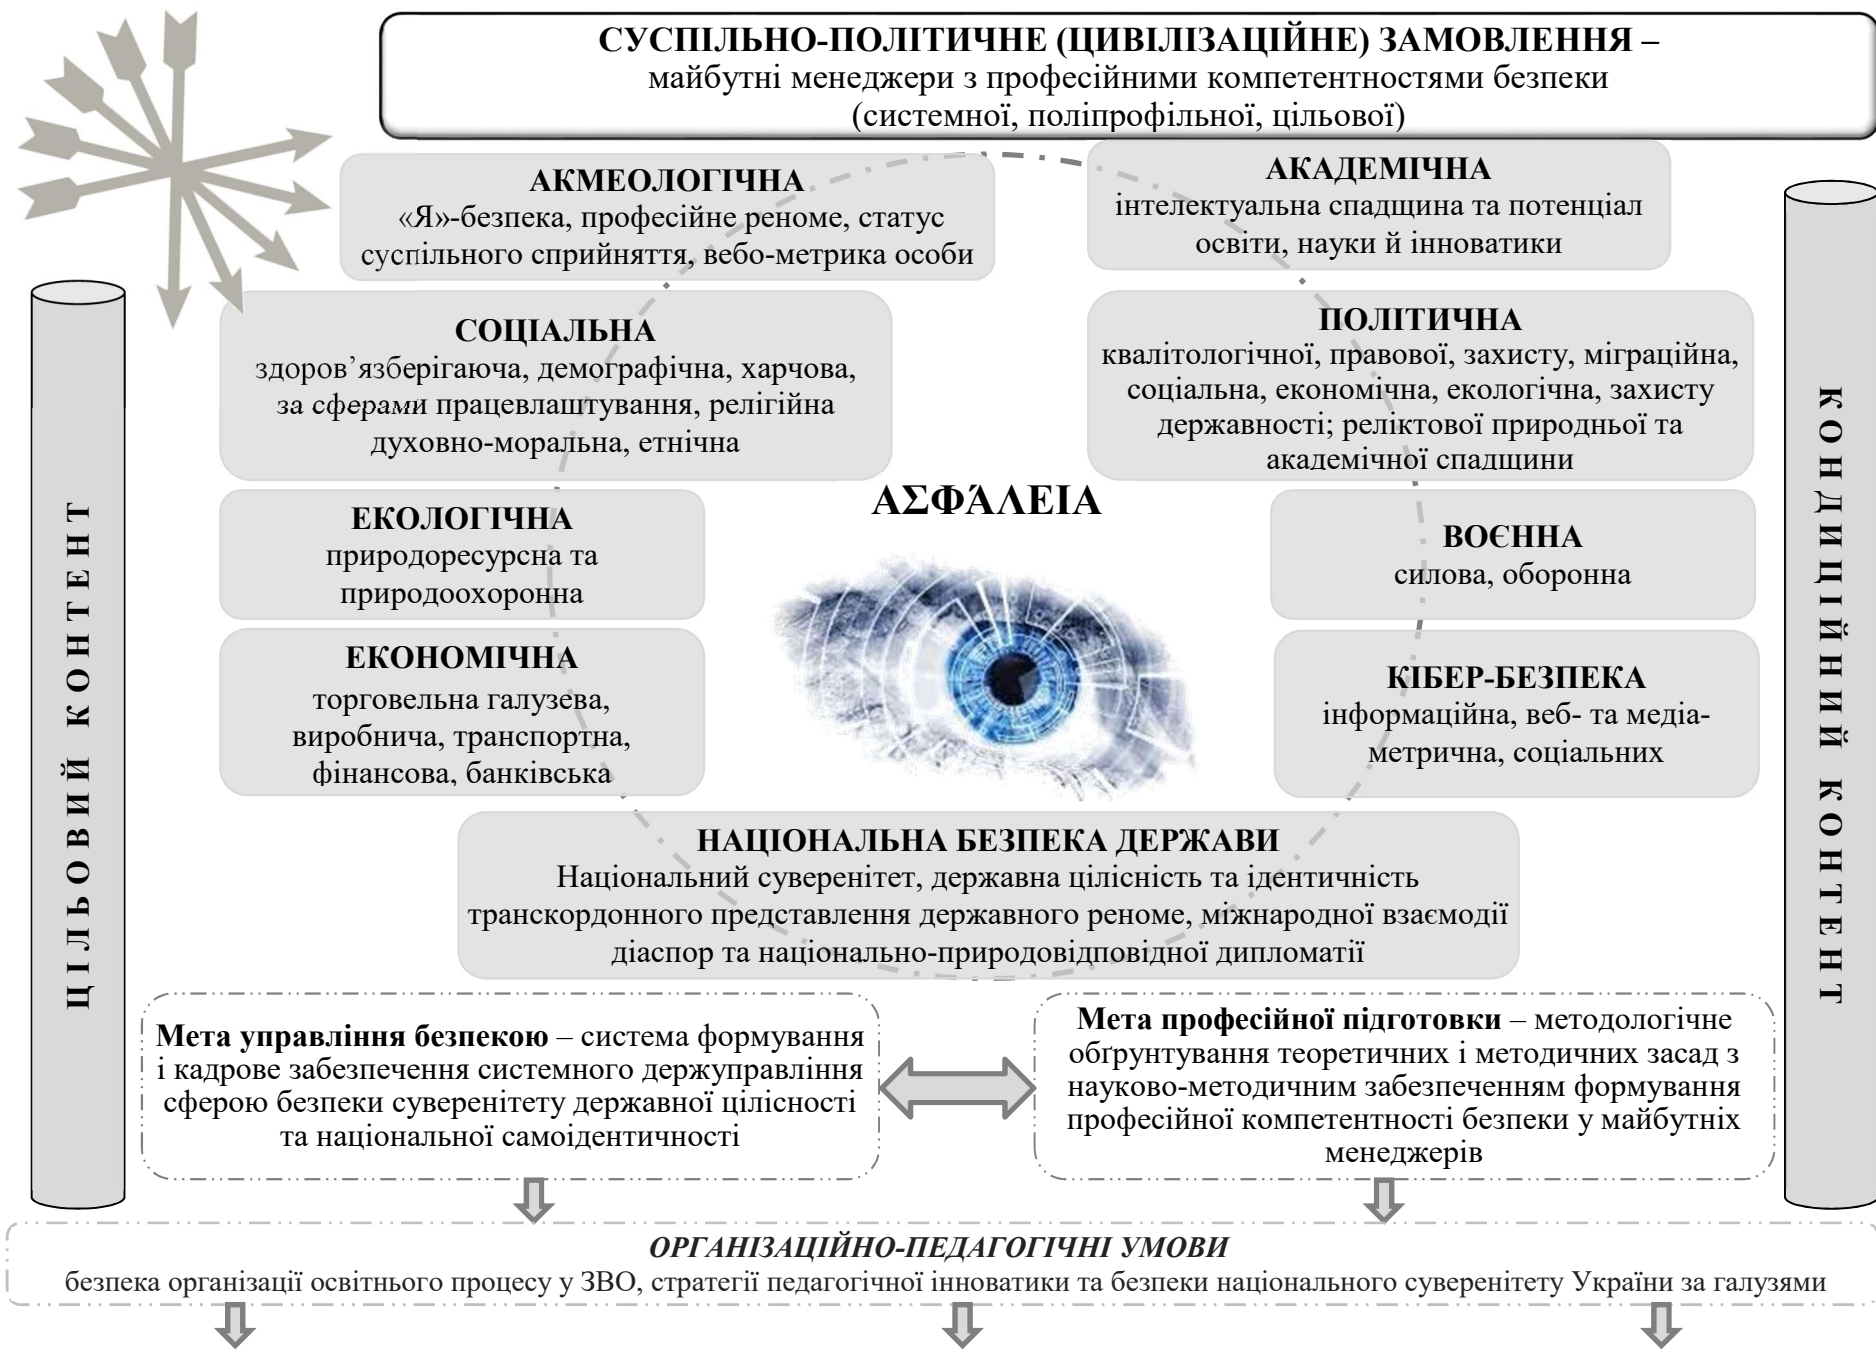 СУСПІЛЬНО-ПОЛІТИЧНЕ (ЦИВІЛІЗАЦІЙНЕ) ЗАМОВЛЕННЯ –
майбутні менеджери з професійними компетентностями безпеки
(системної, поліпрофільної, цільової)
АКМЕОЛОГІЧНА
«Я»-безпека, професійне реноме, статус
суспільного сприйняття, вебо-метрика особи
АКАДЕМІЧНА
інтелектуальна спадщина та потенціал
освіти, науки й інноватики
СОЦІАЛЬНА
здоров’язберігаюча, демографічна, харчова,
за сферами працевлаштування, релігійна
духовно-моральна, етнічна
ПОЛІТИЧНА
квалітологічної, правової, захисту, міграційна,
соціальна, економічна, екологічна, захисту
державності; реліктової природньої та
академічної спадщини
ΑΣΦΆΛΕΙΑ
ЕКОЛОГІЧНА
природоресурсна та
природоохоронна
ВОЄННА
силова, оборонна
ЕКОНОМІЧНА
торговельна галузева,
виробнича, транспортна,
фінансова, банківська
КІБЕР-БЕЗПЕКА
інформаційна, веб- та медіа-
метрична, соціальних
НАЦІОНАЛЬНА БЕЗПЕКА ДЕРЖАВИ
Національний суверенітет, державна цілісність та ідентичність
транскордонного представлення державного реноме, міжнародної взаємодії
діаспор та національно-природовідповідної дипломатії
ЦІЛЬОВИЙ КОНТЕНТ
КОНДИЦІЙНИЙ КОНТЕНТ
Мета управління безпекою – система формування
і кадрове забезпечення системного держуправління
сферою безпеки суверенітету державної цілісності
та національної самоідентичності
Мета професійної підготовки – методологічне
обґрунтування теоретичних і методичних засад з
науково-методичним забезпеченням формування
професійної компетентності безпеки у майбутніх
менеджерів
ОРГАНІЗАЦІЙНО-ПЕДАГОГІЧНІ УМОВИ
безпека організації освітнього процесу у ЗВО, стратегії педагогічної інноватики та безпеки національного суверенітету України за галузями